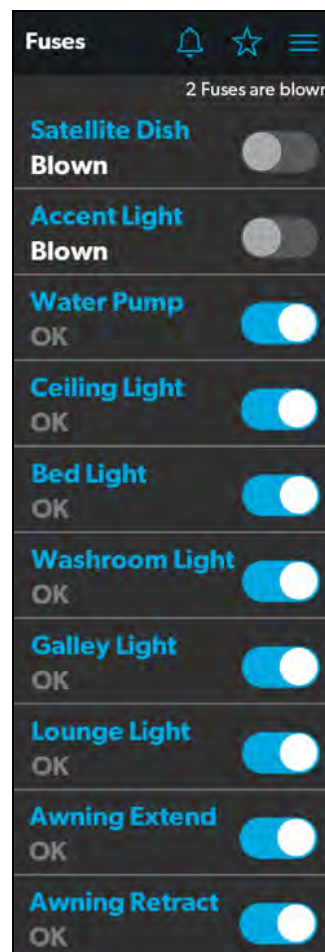 Fuses
2 Fuses are blown
Satellite Dish
Blown
Accent Light
Blown
Water Pump
OK
Ceiling Light
OK
Bed Light
OK
Washroom Light
OK
Galley Light
OK
Lounge Light
OK
Awning Extend
OK
Awning Retract
OK